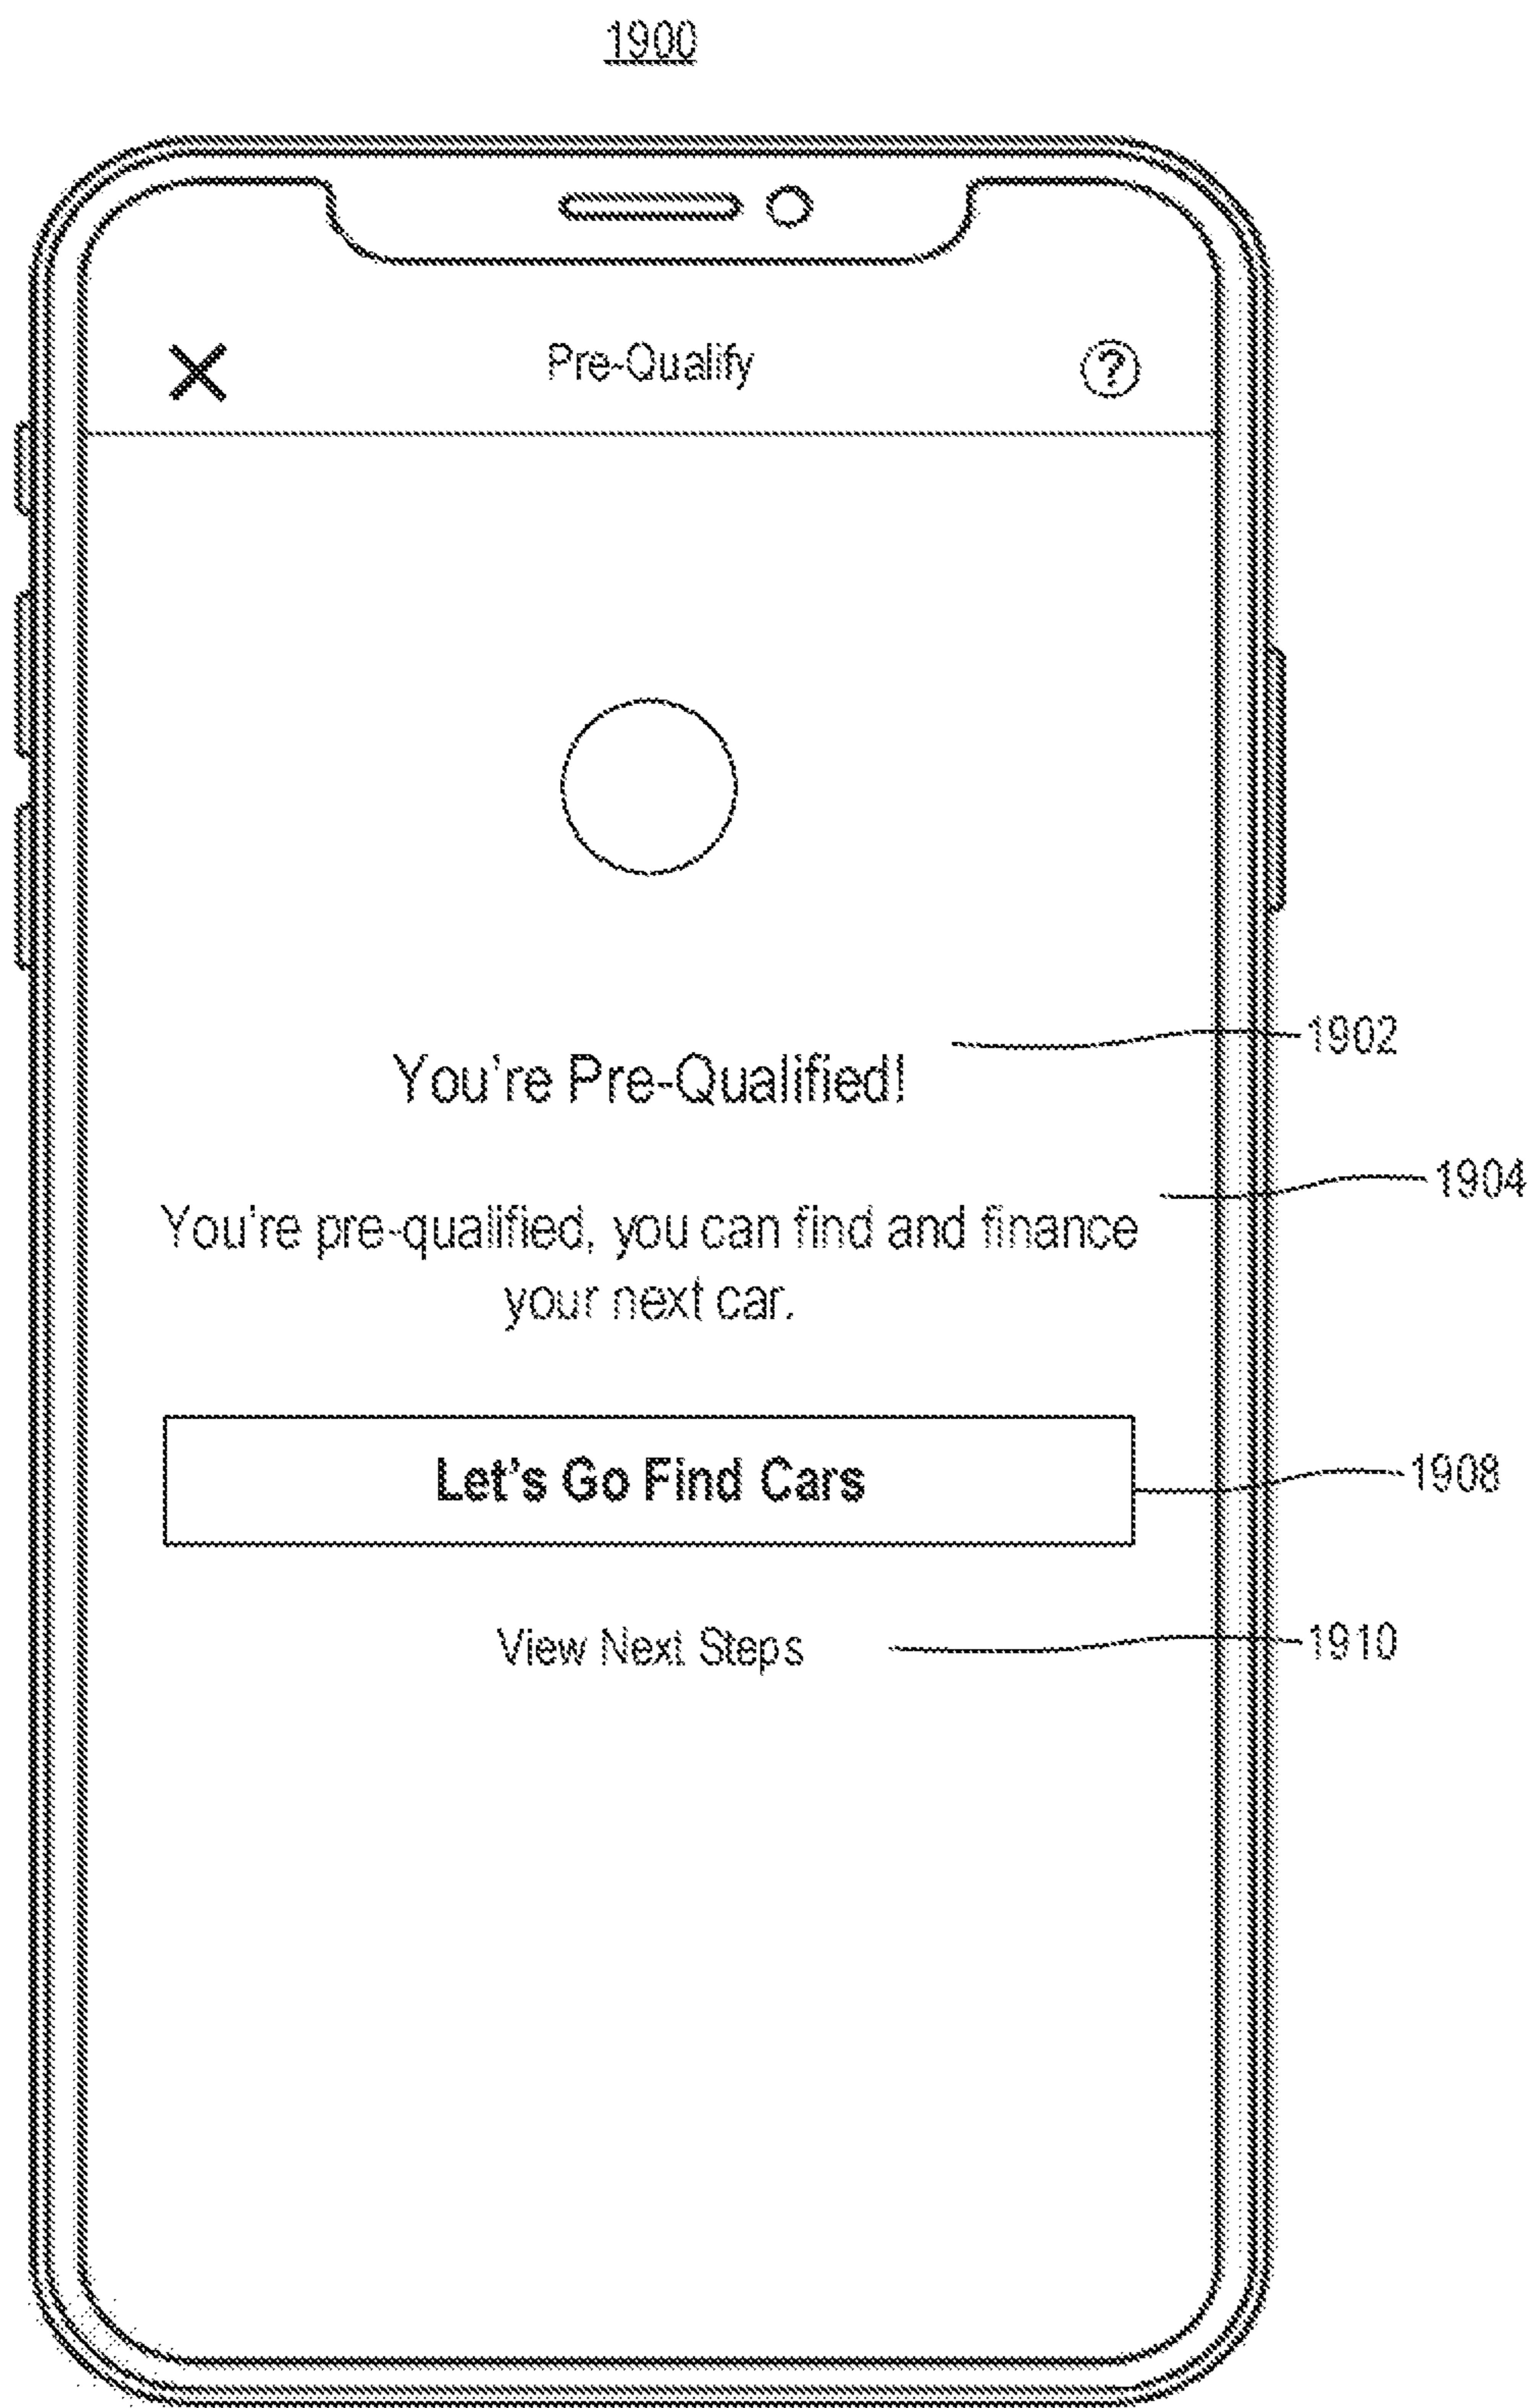 1900
Pre-Qualify
?
You're Pre-Qualified!
1902
1904
You're pre-qualified, you can find and finance
your next car.
Let's Go Find Cars
1908
View Next Steps
1910